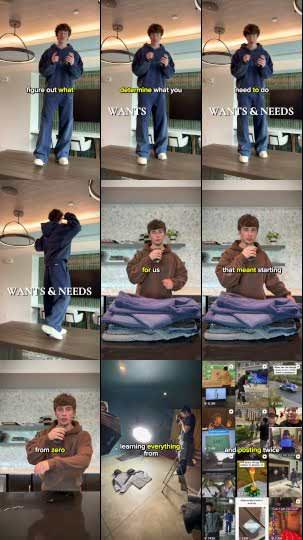 figure out what
determine what you
WANTS
need to do
WANTS & NEEDS
WANTS & NEEDS
for us
that meant starting
from zero
learning everything
from
and posting twice